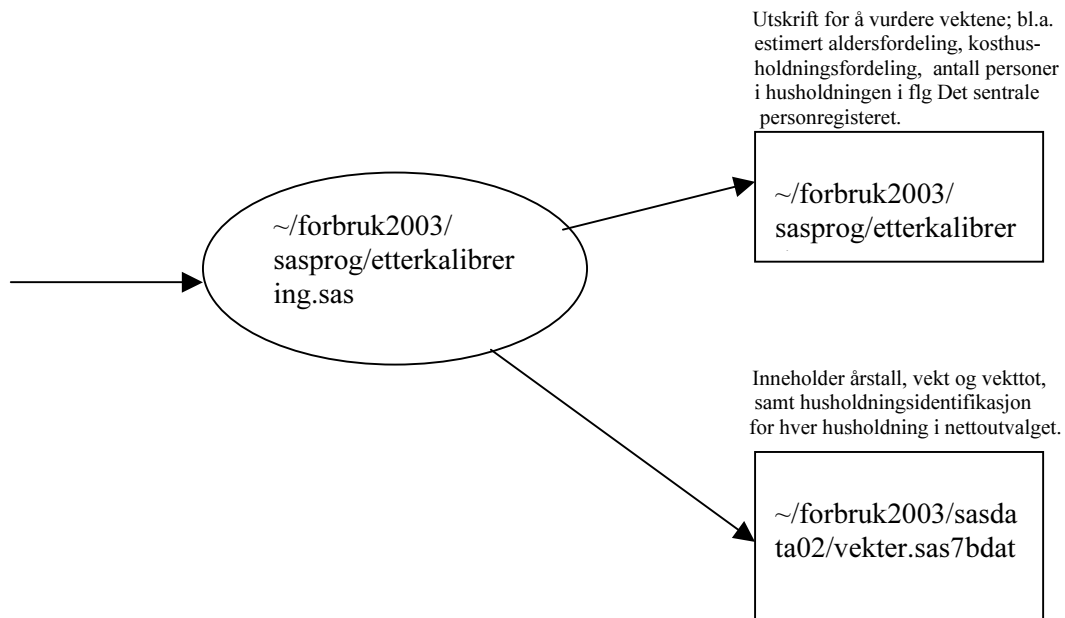 Utskrift for å vurdere vektene; bl.a.
estimert aldersfordeling, kosthus-
holdningsfordeling, antall personer
i husholdningen i flg Det sentrale
personregisteret.
~/forbruk2003/
sasprog/etterkalibrer
~/forbruk2003/
sasprog/etterkalibrer
ing.sas
Inneholder årstall, vekt og vekttot,
samt husholdningsidentifikasjon
for hver husholdning i nettoutvalget.
~/forbruk2003/sasda
ta02/vekter.sas7bdat